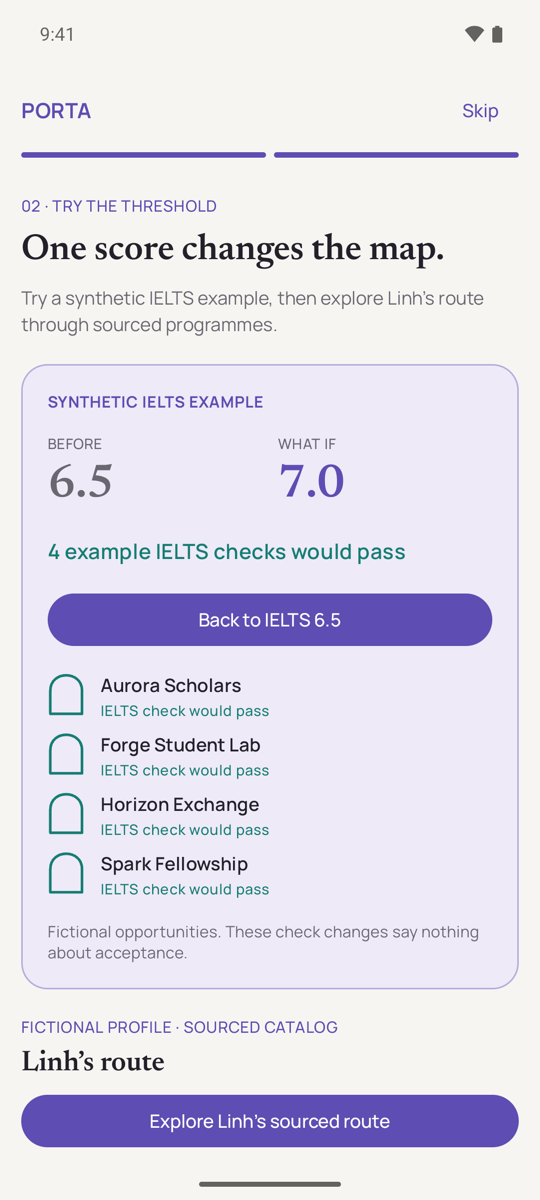 9:41
PORTA
Skip
02 · TRY THE THRESHOLD
One score changes the map.
Try a synthetic IELTS example, then explore Linh’s route
through sourced programmes.
SYNTHETIC IELTS EXAMPLE
BEFORE
6.5
WHAT IF
7.0
4 example IELTS checks would pass
Back to IELTS 6.5
Aurora Scholars
IELTS check would pass
Forge Student Lab
IELTS check would pass
Horizon Exchange
IELTS check would pass
Spark Fellowship
IELTS check would pass
Fictional opportunities. These check changes say nothing
about acceptance.
FICTIONAL PROFILE · SOURCED CATALOG
Linh’s route
Explore Linh’s sourced route